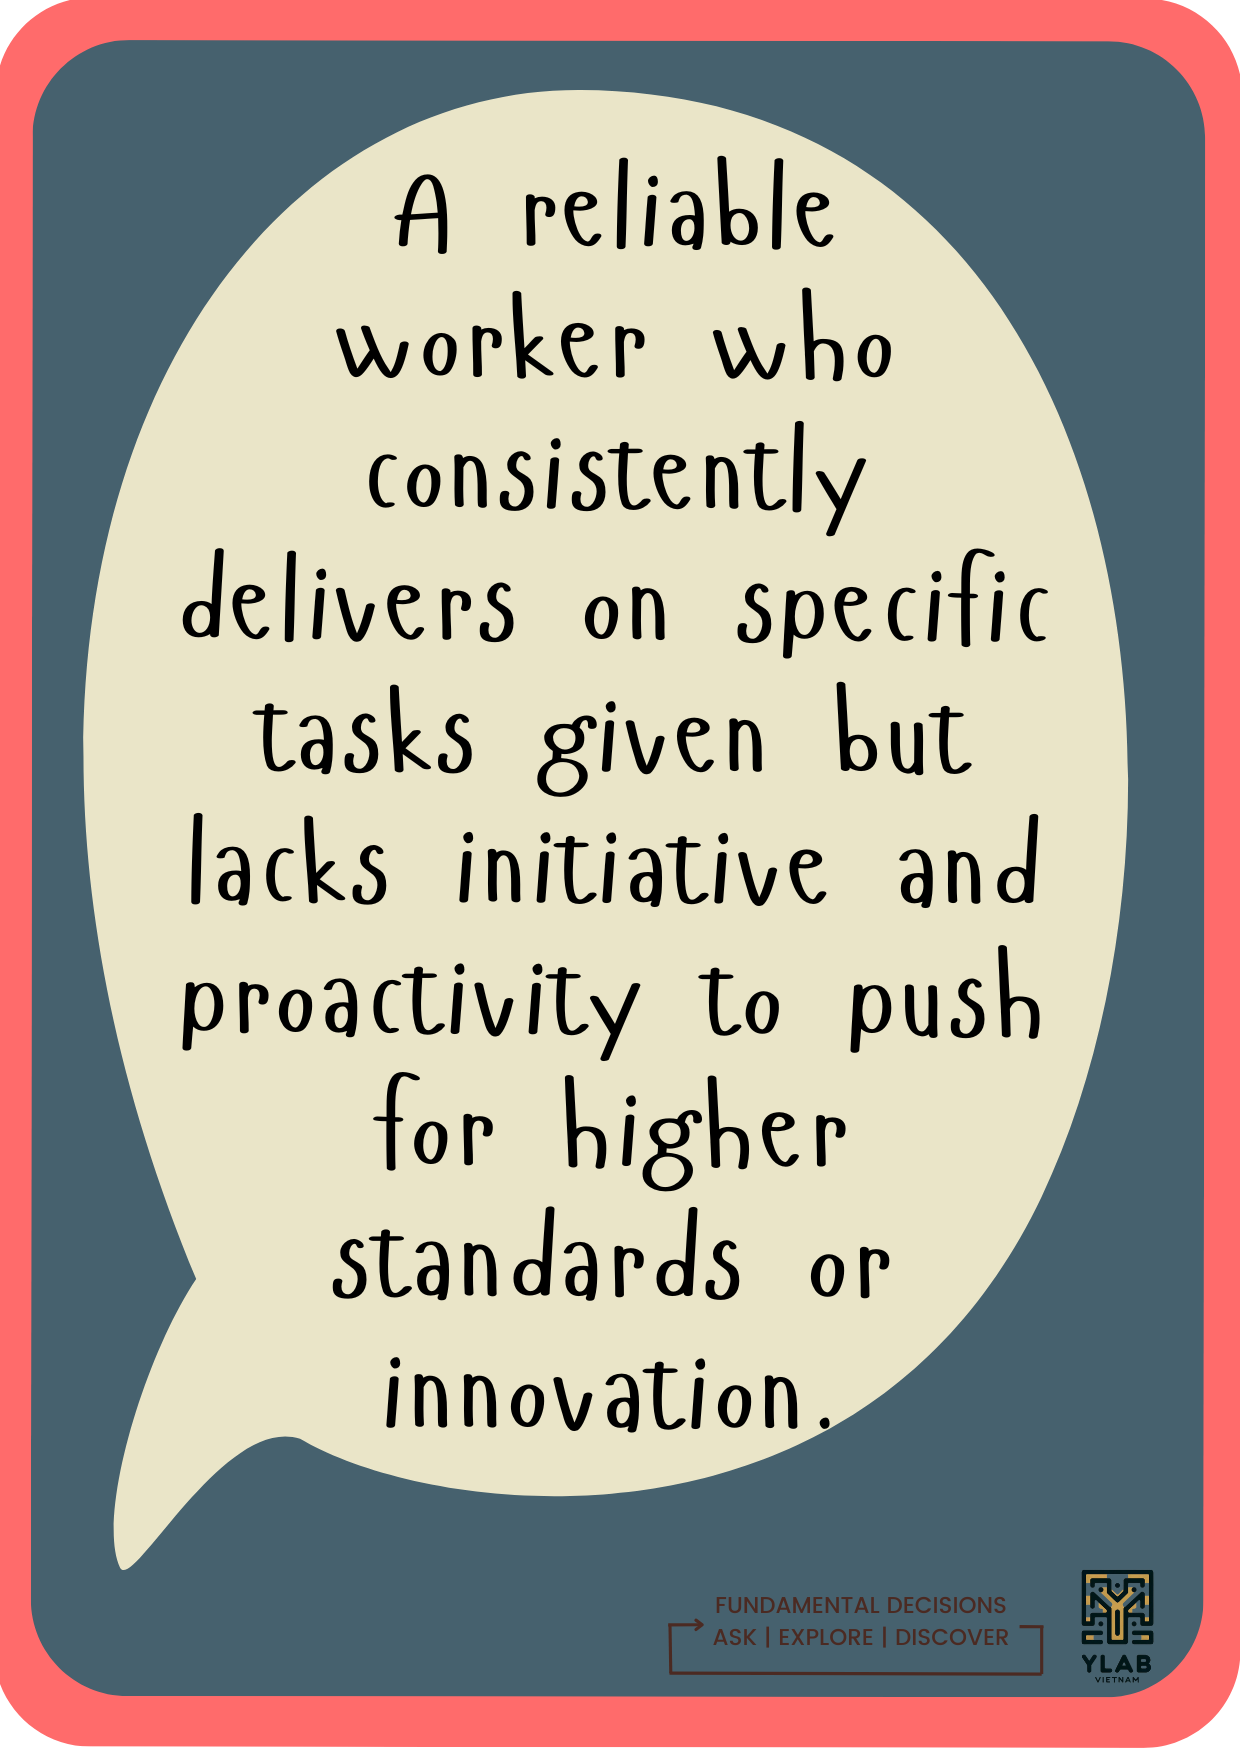 A reliable
worker who
consistently
delivers on specific
tasks given but
lacks initiative and
proactivity to push
for higher
standards or
innovation.
FUNDAMENTAL DECISIONS
ASK | EXPLORE | DISCOVER
YLAB
VIETNAM